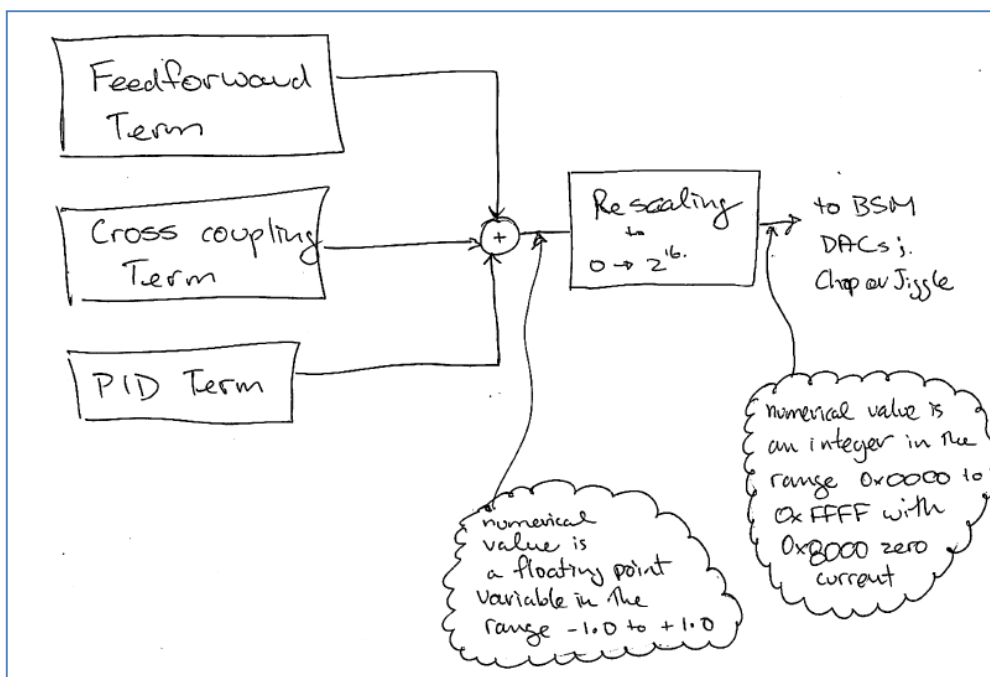 Feedforward
Term
Cross coupling
Term
PID Term
+
Rescaling
to
0 → 2^16.
to BSM
DACs;
Chop or Jiggle
numerical
value is
a floating point
variable in the
range -1.0 to +1.0
numerical value is
an integer in the
range 0x0000 to
0xFFFF with
0x8000 zero
current